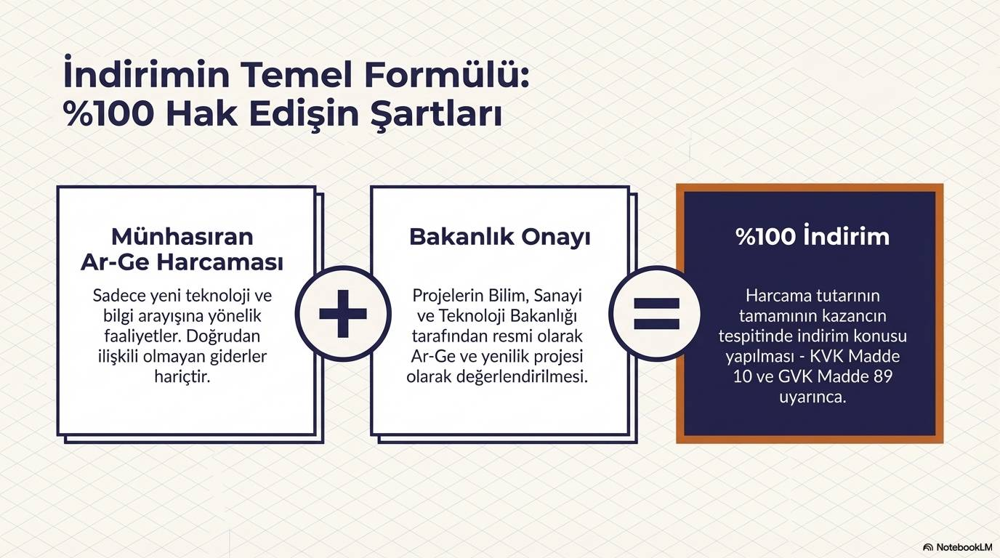 İndirimin Temel Formülü:
%100 Hak Edişin Şartları
Münhasıran
Ar-Ge Harcaması
Sadece yeni teknoloji ve
bilgi arayışına yönelik
faaliyetler. Doğrudan
ilişkili olmayan giderler
hariçtir.
+
Bakanlık Onayı
Projelerin Bilim, Sanayi
ve Teknoloji Bakanlığı
tarafından resmi olarak
Ar-Ge ve yenilik projesi
olarak değerlendirilmesi.
=
%100 İndirim
Harcama tutarının
tamamının kazancın
tespitinde indirim konusu
yapılması - KVK Madde
10 ve GVK Madde 89
uyarınca.
NotebookLM